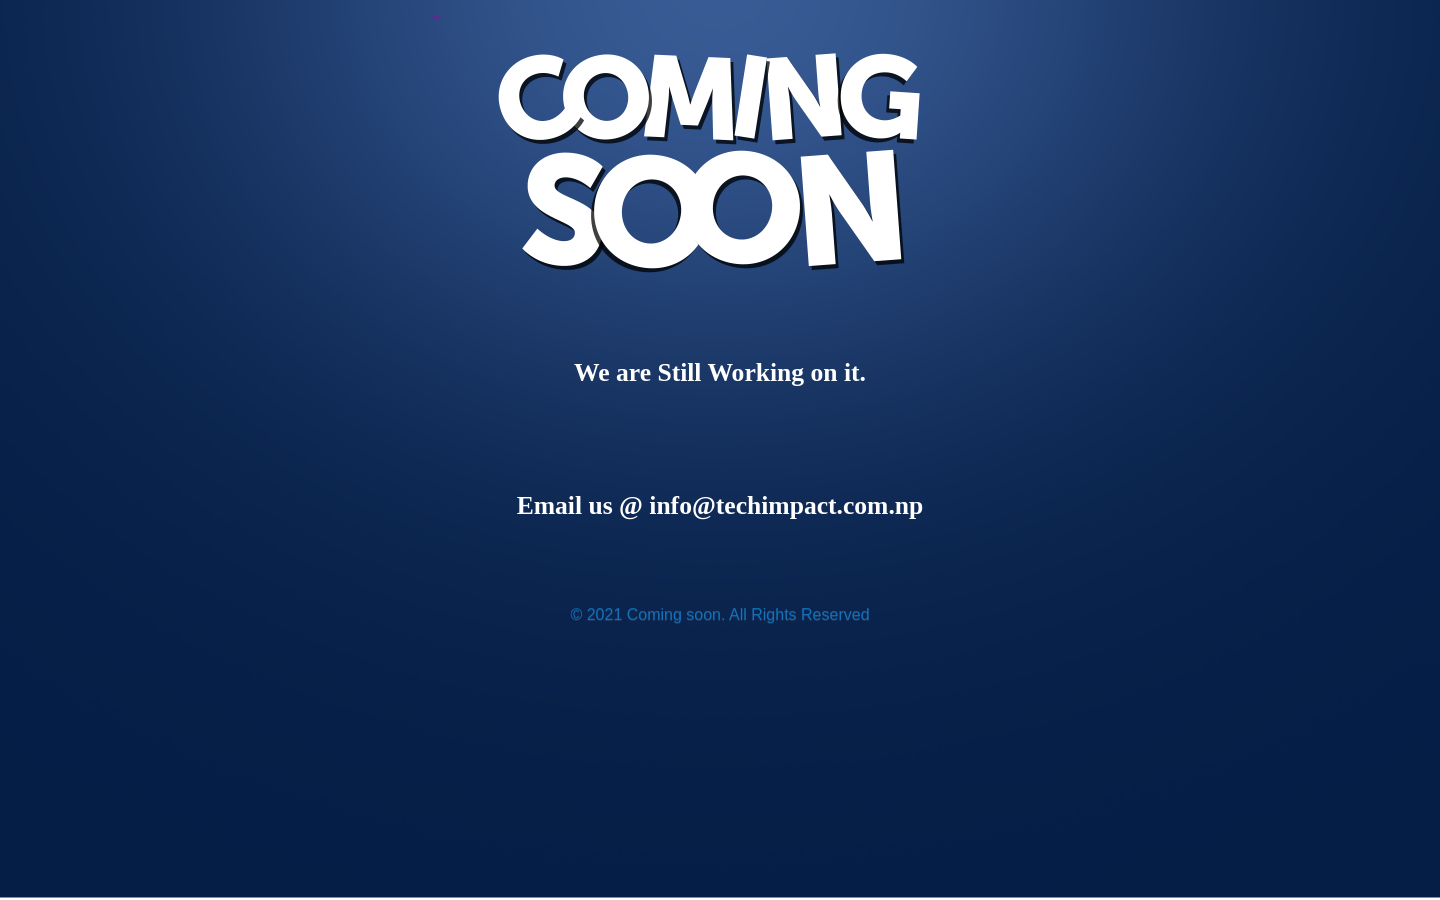 COMING
SOON
We are Still Working on it.
Email us @ info@techimpact.com.np
© 2021 Coming soon. All Rights Reserved